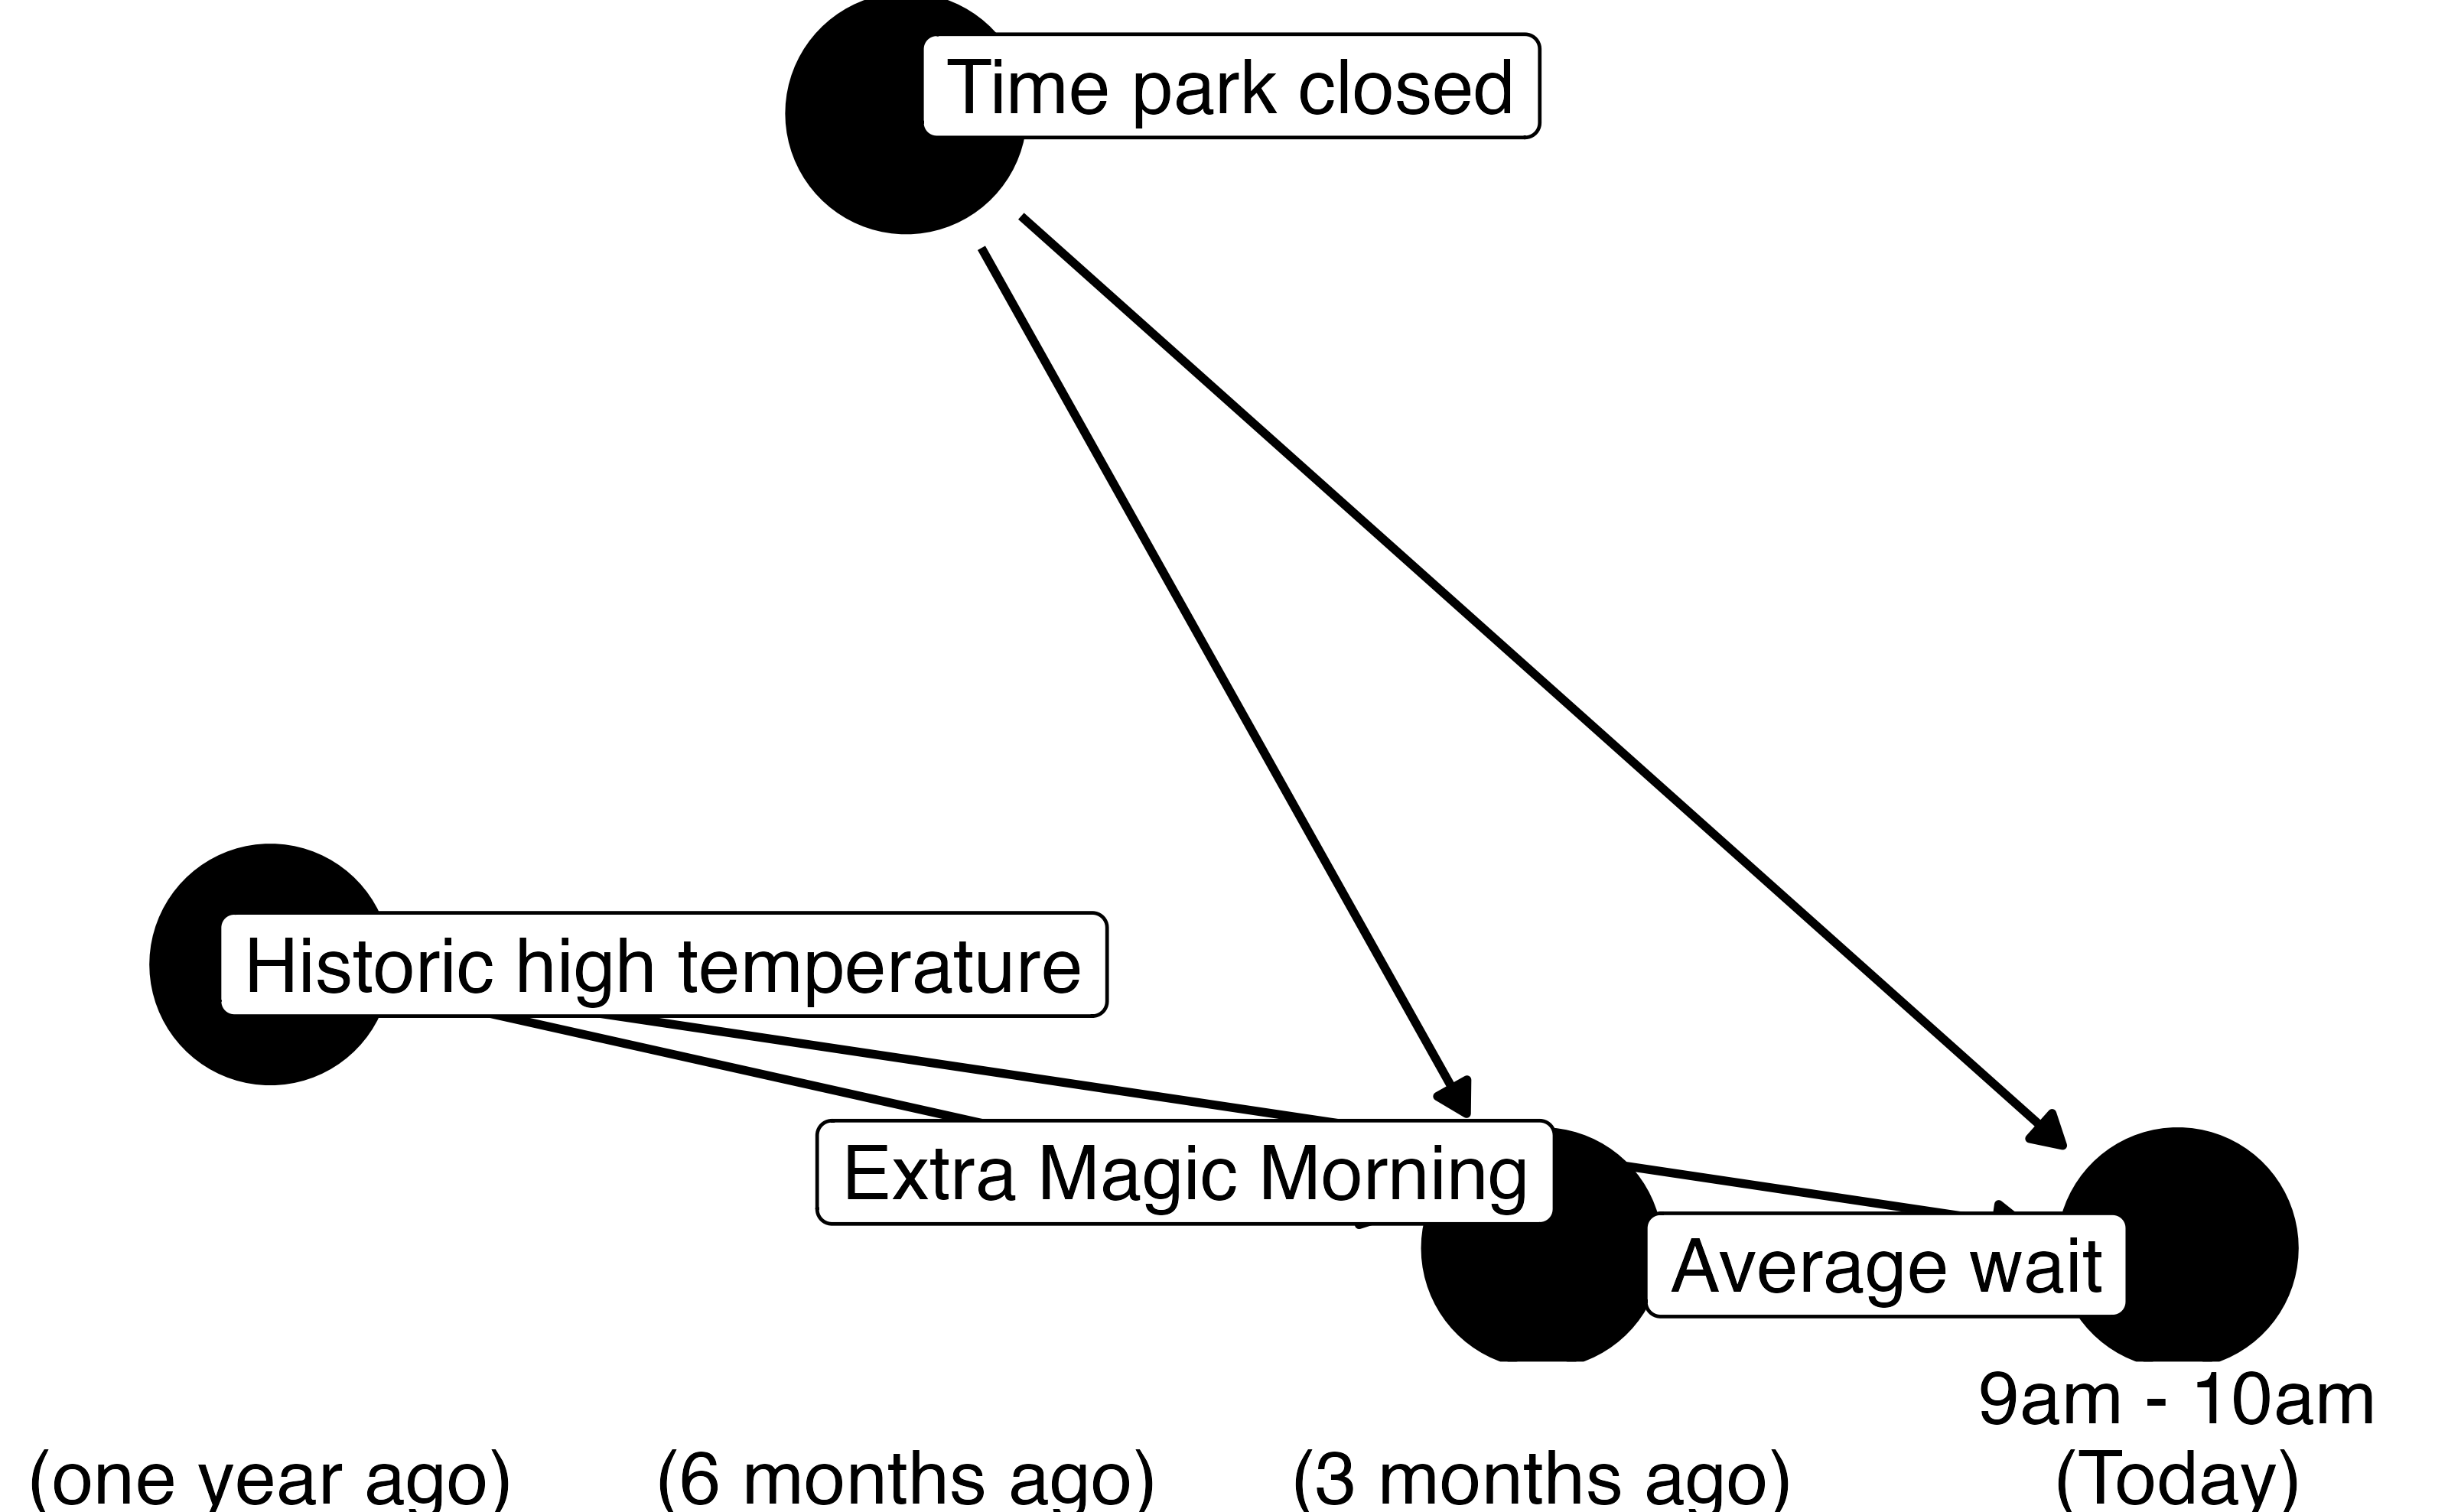 Time park closed
Historic high temperature
Extra Magic Morning
Average wait
9am - 10am
(one year ago) (6 months ago) (3 months ago) (Today)